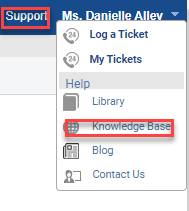 Support Ms. Danielle Alley
Log a Ticket
My Tickets
Help
Library
Knowledge Base
Blog
Contact Us